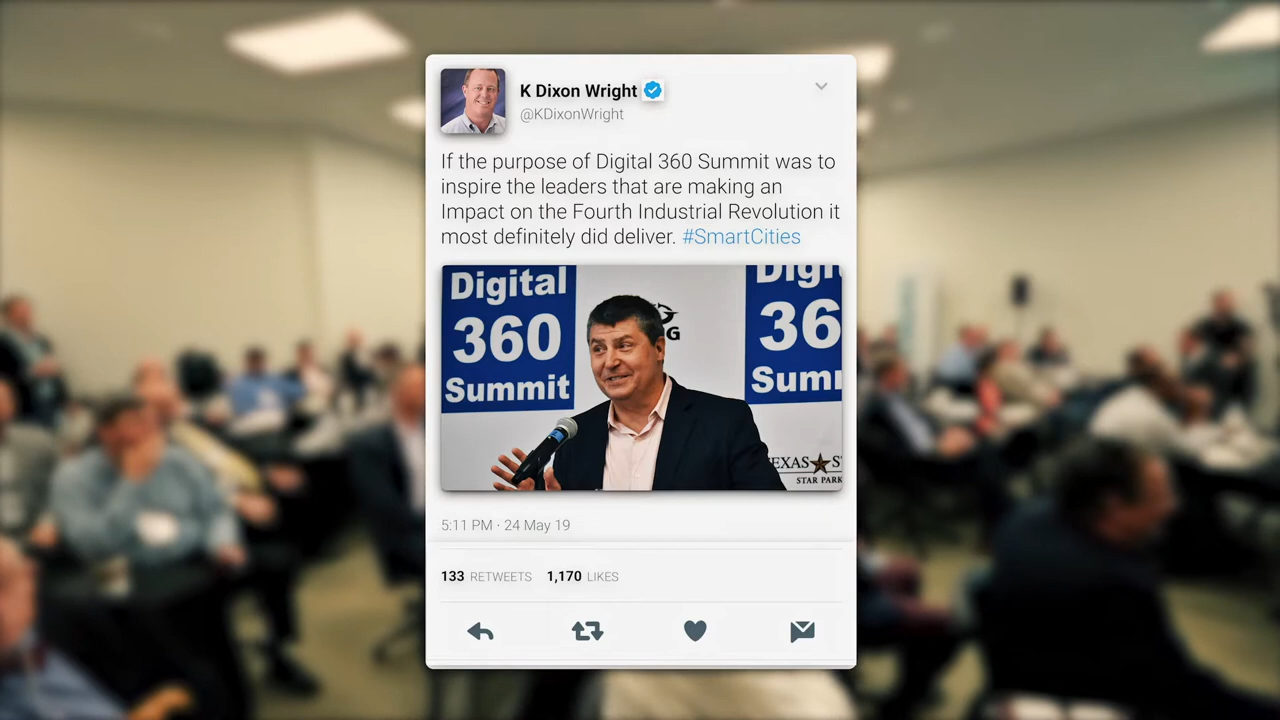 K Dixon Wright
@KDixonWright
If the purpose of Digital 360 Summit was to
inspire the leaders that are making an
Impact on the Fourth Industrial Revolution it
most definitely did deliver. #SmartCities
Digital
360
Summit
G
Digi
36
Sum
EXAS S
STAR PARK
5:11 PM · 24 May 19
133 RETWEETS 1,170 LIKES